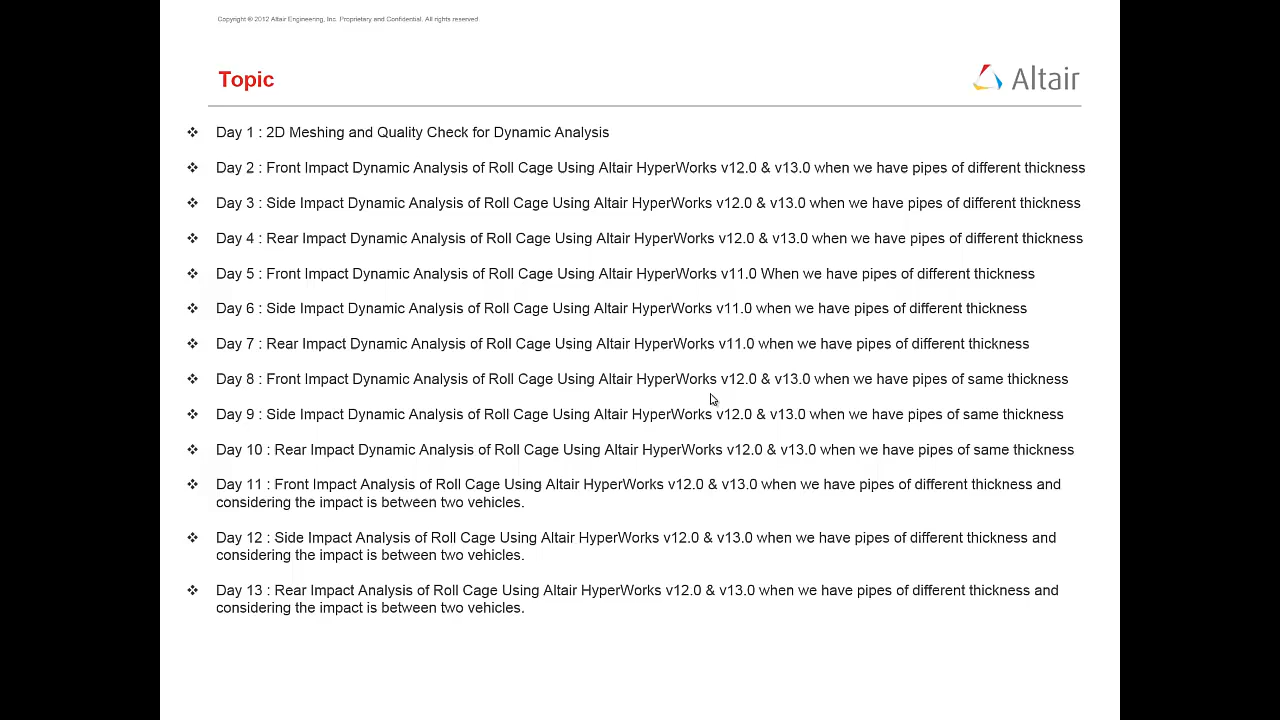 Copyright © 2012 Altair Engineering, Inc. Proprietary and Confidential. All rights reserved.
Topic
Altair
❖ Day 1 : 2D Meshing and Quality Check for Dynamic Analysis
❖ Day 2 : Front Impact Dynamic Analysis of Roll Cage Using Altair HyperWorks v12.0 & v13.0 when we have pipes of different thickness
❖ Day 3 : Side Impact Dynamic Analysis of Roll Cage Using Altair HyperWorks v12.0 & v13.0 when we have pipes of different thickness
❖ Day 4 : Rear Impact Dynamic Analysis of Roll Cage Using Altair HyperWorks v12.0 & v13.0 when we have pipes of different thickness
❖ Day 5 : Front Impact Dynamic Analysis of Roll Cage Using Altair HyperWorks v11.0 When we have pipes of different thickness
❖ Day 6 : Side Impact Dynamic Analysis of Roll Cage Using Altair HyperWorks v11.0 when we have pipes of different thickness
❖ Day 7 : Rear Impact Dynamic Analysis of Roll Cage Using Altair HyperWorks v11.0 when we have pipes of different thickness
❖ Day 8 : Front Impact Dynamic Analysis of Roll Cage Using Altair HyperWorks v12.0 & v13.0 when we have pipes of same thickness
❖ Day 9 : Side Impact Dynamic Analysis of Roll Cage Using Altair HyperWorks v12.0 & v13.0 when we have pipes of same thickness
❖ Day 10 : Rear Impact Dynamic Analysis of Roll Cage Using Altair HyperWorks v12.0 & v13.0 when we have pipes of same thickness
❖ Day 11 : Front Impact Analysis of Roll Cage Using Altair HyperWorks v12.0 & v13.0 when we have pipes of different thickness and
considering the impact is between two vehicles.
❖ Day 12 : Side Impact Analysis of Roll Cage Using Altair HyperWorks v12.0 & v13.0 when we have pipes of different thickness and
considering the impact is between two vehicles.
❖ Day 13 : Rear Impact Analysis of Roll Cage Using Altair HyperWorks v12.0 & v13.0 when we have pipes of different thickness and
considering the impact is between two vehicles.